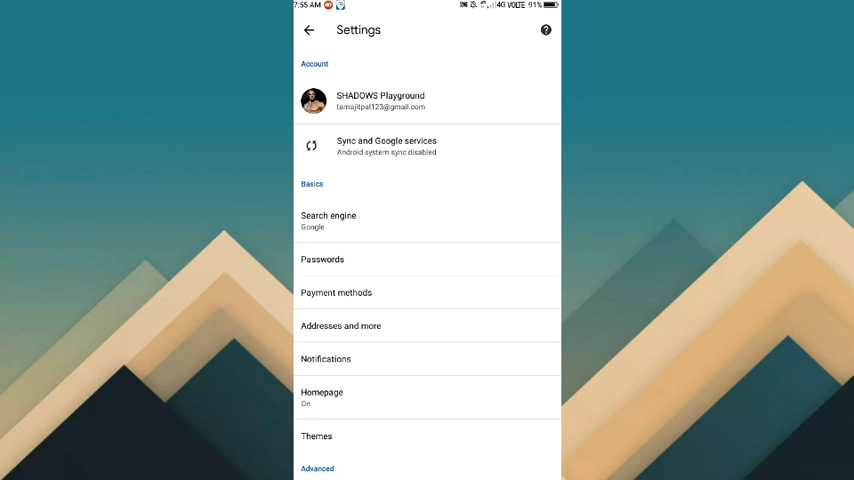 7:55 AM
4G VOLTE 91%
Settings
Account
SHADOWS Playground
temajitpsl123@gmail.com
Sync and Google services
Android system sync disabled
Basics
Search engine
Google
Passwords
Payment methods
Addresses and more
Notifications
Homepage
On
Themes
Advanced